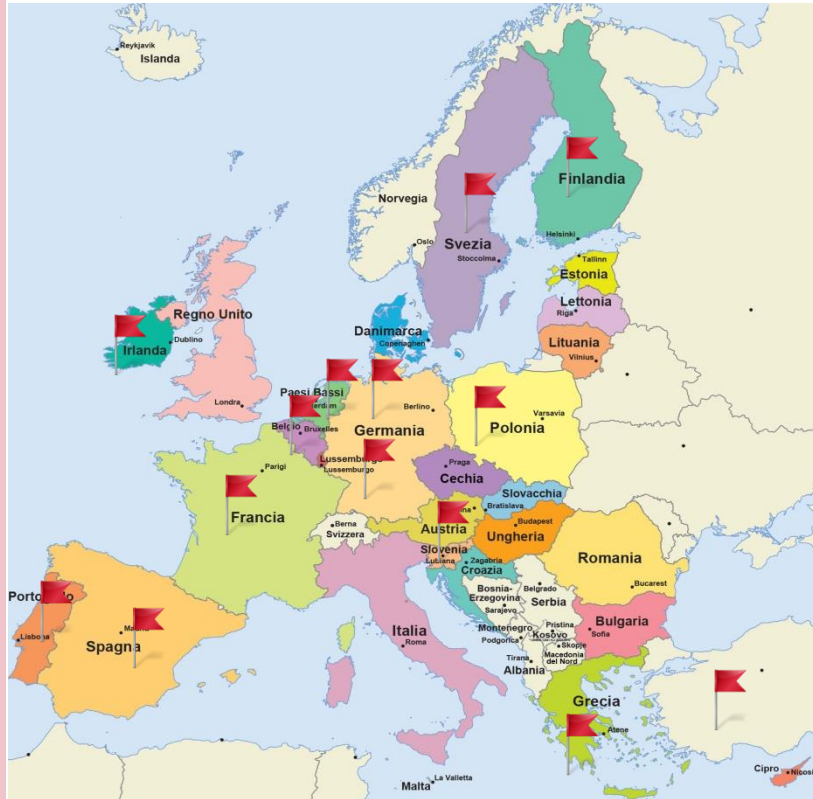 Reykjavik
Islanda
Finlandia
Norvegia
Svezia
Helsinki
Oslo
Stoccolma
Tallinn
Estonia
Lettonia
Riga
Regno Unito
Danimarca
Copenaghen
Dublino
Irlanda
Lituania
Vilnius
Paesi Bassi
Londra
Berlino
Varsavia
Belgio
Bruxelles
Germania
Polonia
Lussemburgo
Lussemburgo
Parigi
Praga
Cechia
Slovacchia
Bratislava
Francia
Austria
Budapest
Ungheria
Berna
Svizzera
Slovenia
Lubiana
Zagabria
Croazia
Romania
Bucarest
Bosnia-
Erzegovina
Sarajevo
Belgrado
Serbia
Lisbona
Spagna
Italia
Roma
Montenegro
Podgorica
Pristina
Kosovo
Bulgaria
Sofia
Skopje
Macedonia
del Nord
Tirana
Albania
Grecia
Atene
Malta
La Valletta
Cipro